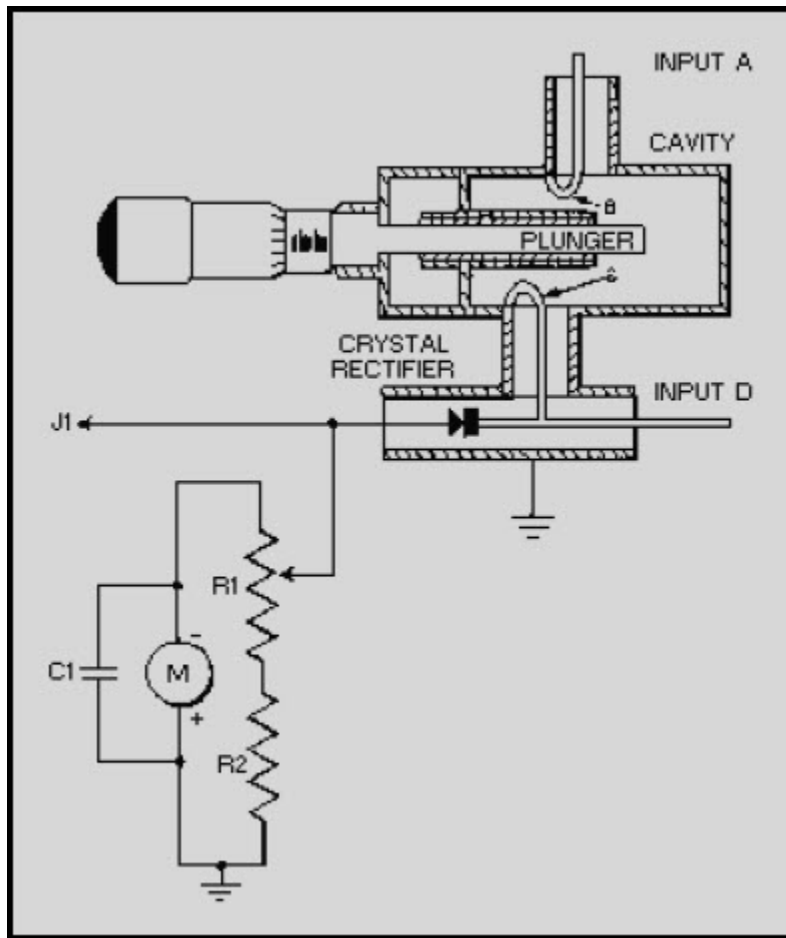 INPUT A
CAVITY
PLUNGER
CRYSTAL
RECTIFIER
INPUT D
J1
R1
-
M
C1
+
R2